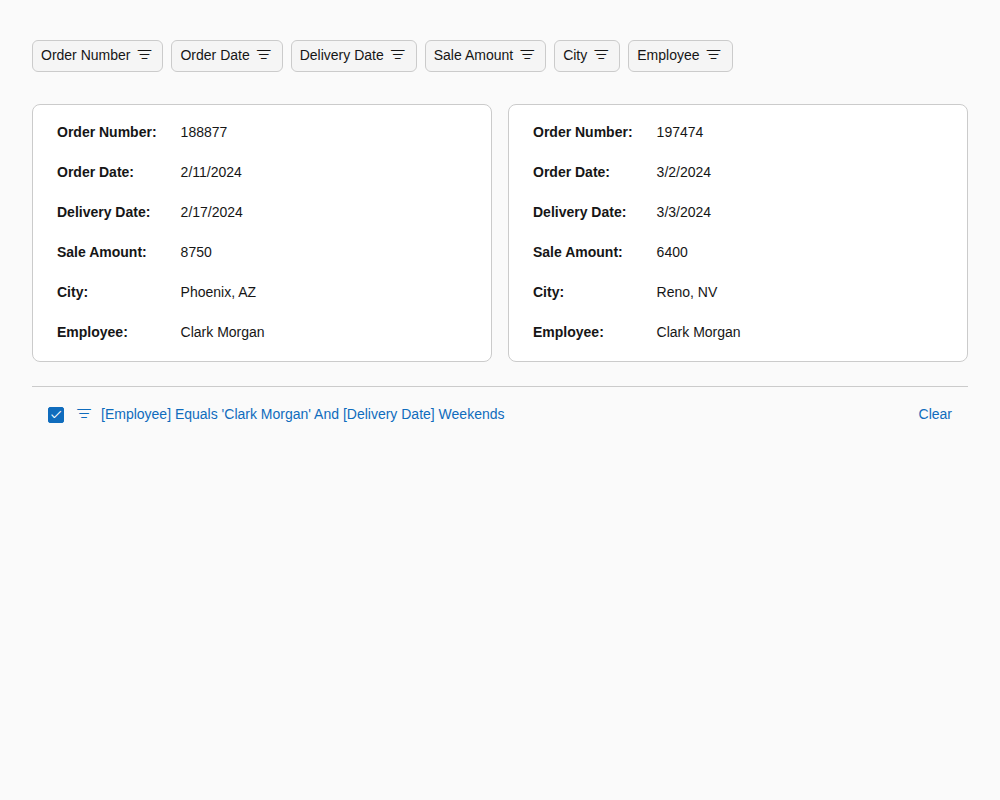 Order Number Order Date Delivery Date Sale Amount City Employee
Order Number: 188877
Order Date: 2/11/2024
Delivery Date: 2/17/2024
Sale Amount: 8750
City: Phoenix, AZ
Employee: Clark Morgan
Order Number: 197474
Order Date: 3/2/2024
Delivery Date: 3/3/2024
Sale Amount: 6400
City: Reno, NV
Employee: Clark Morgan
[Employee] Equals 'Clark Morgan' And [Delivery Date] Weekends Clear